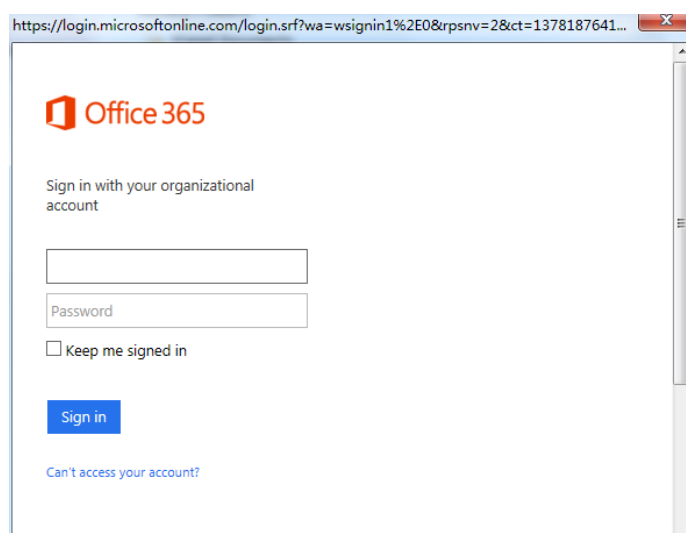 https://login.microsoftonline.com/login.srf?wa=wsignin1%2E0&rpsnv=2&ct=1378187641...
Office 365
Sign in with your organizational
account
Password
Keep me signed in
Sign in
Can't access your account?